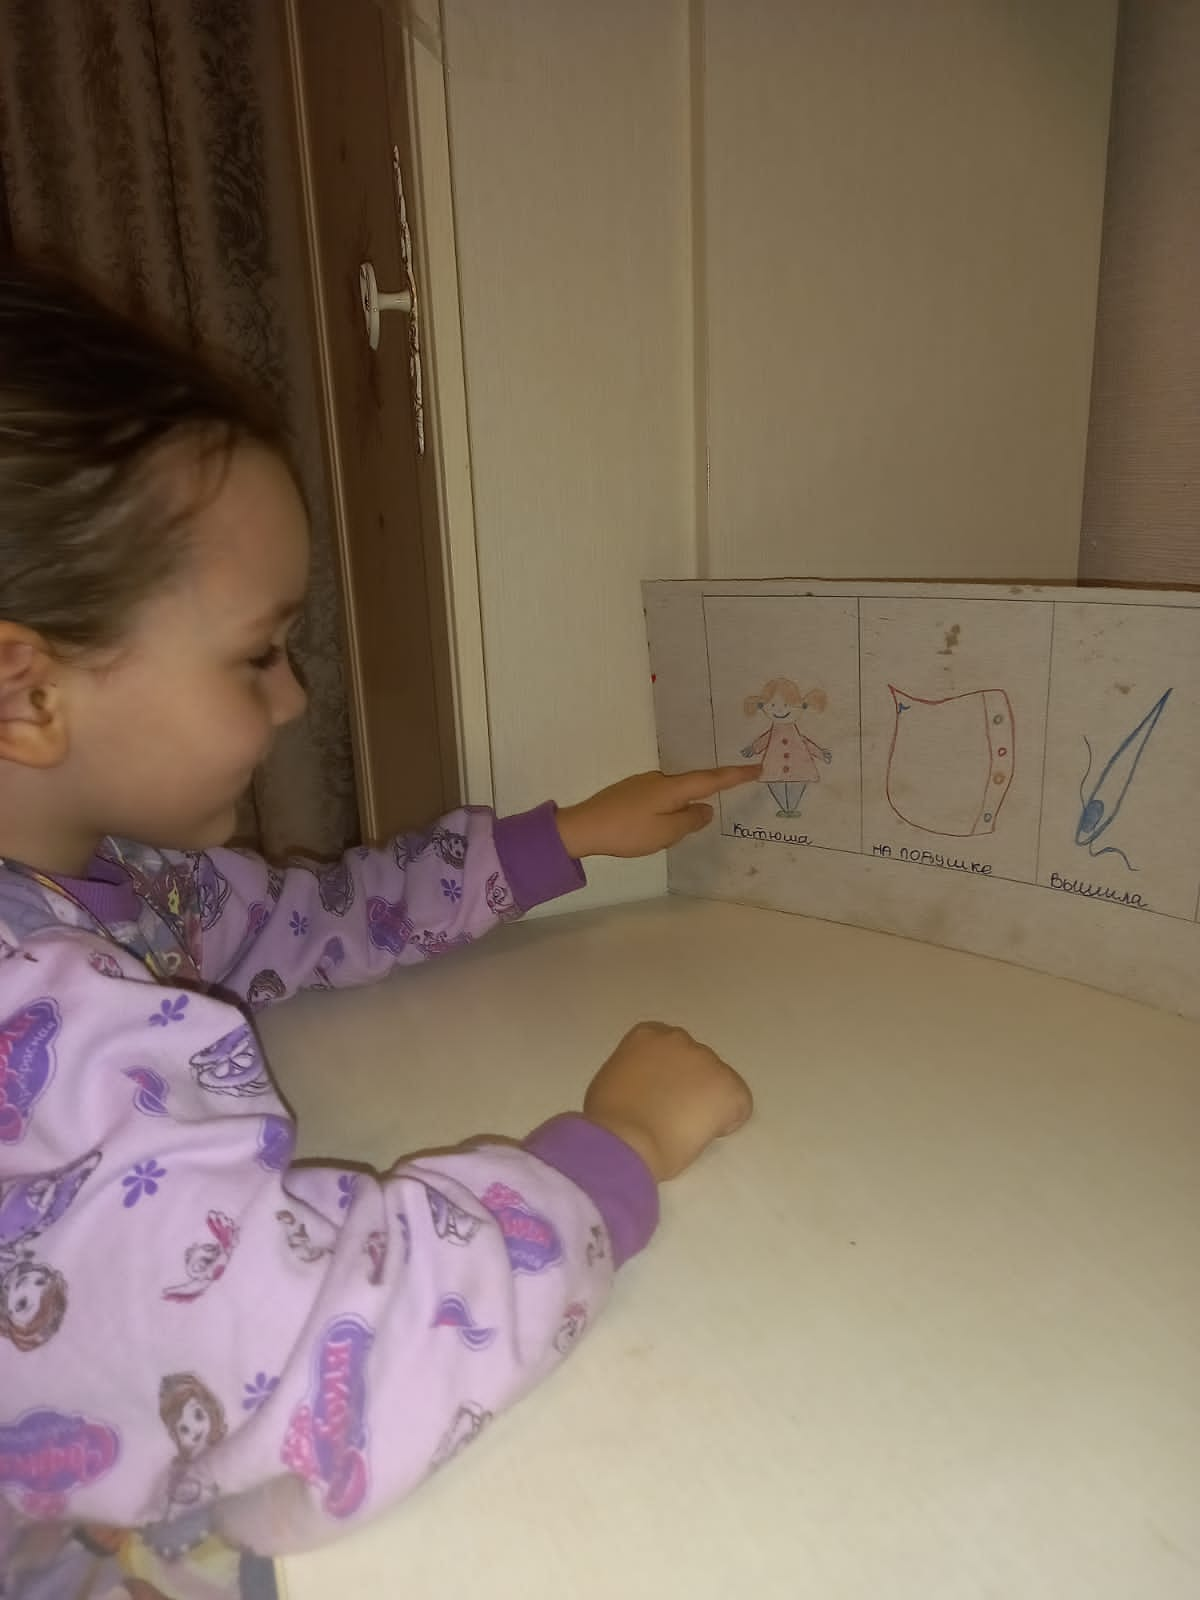 Катюша
на подушке
вышила